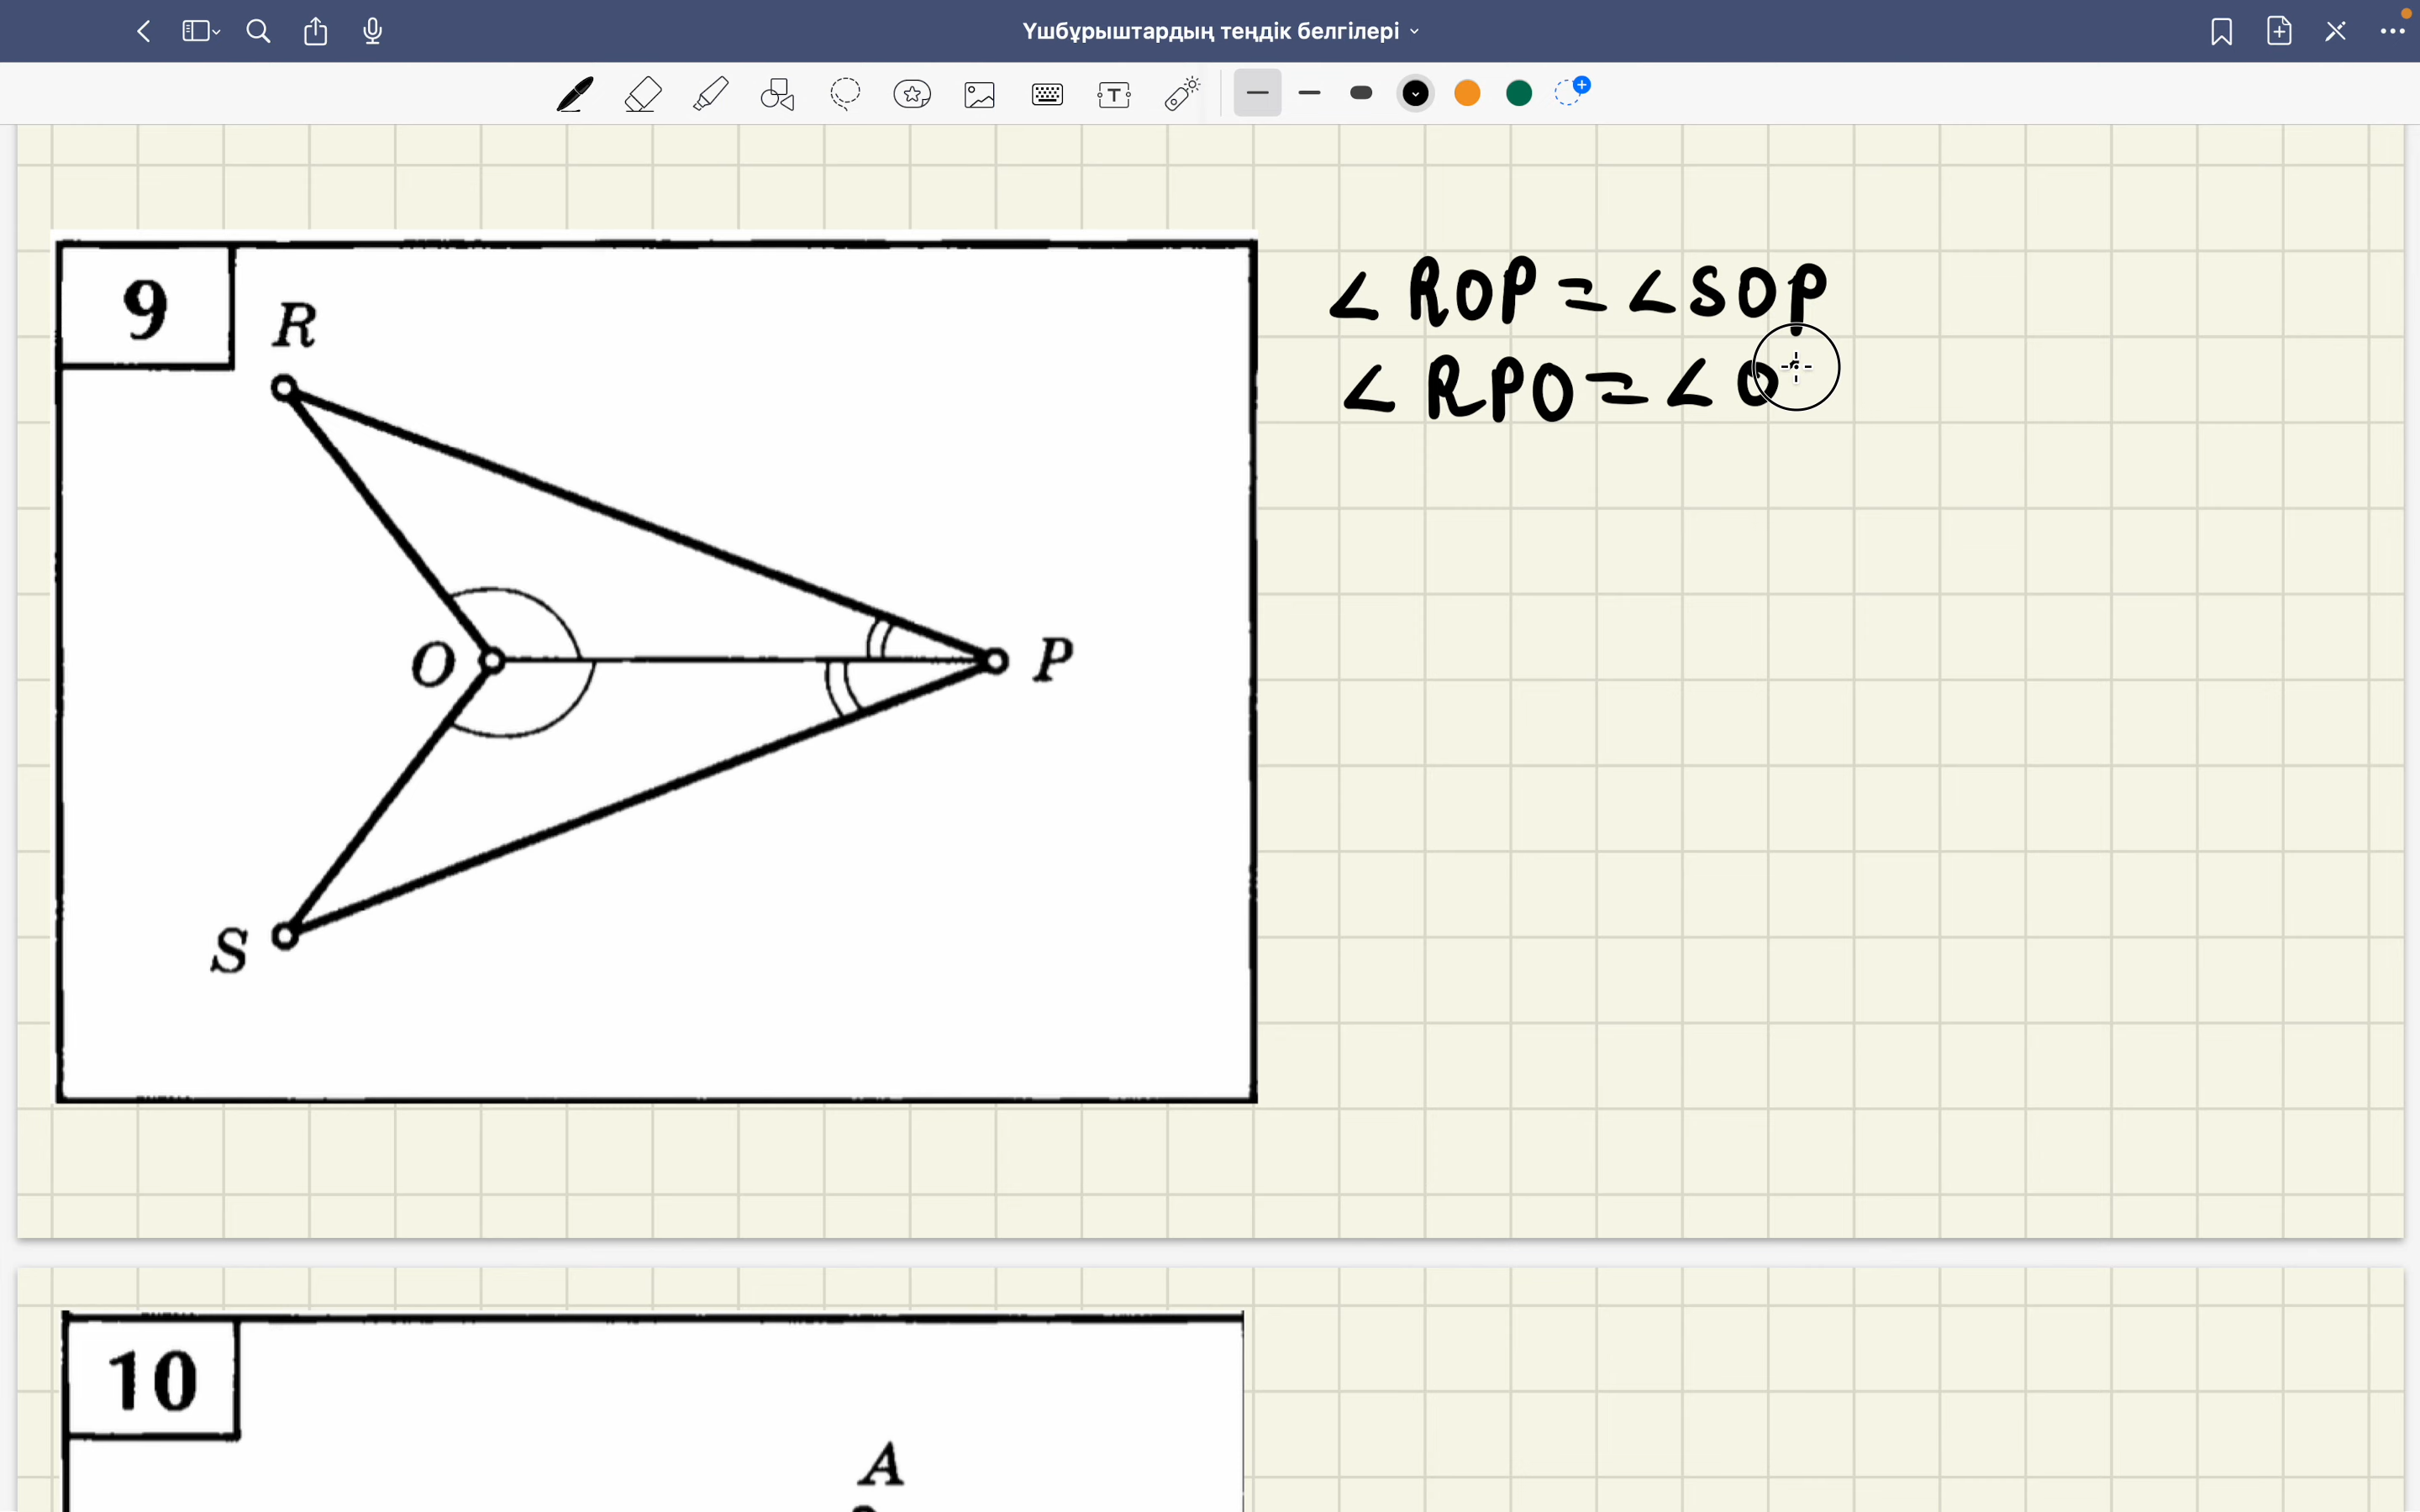 Үшбұрыштардың теңдік белгілері
T
9
R
O
P
S
∠ROP=∠SOP
∠RPO=∠O
10
A